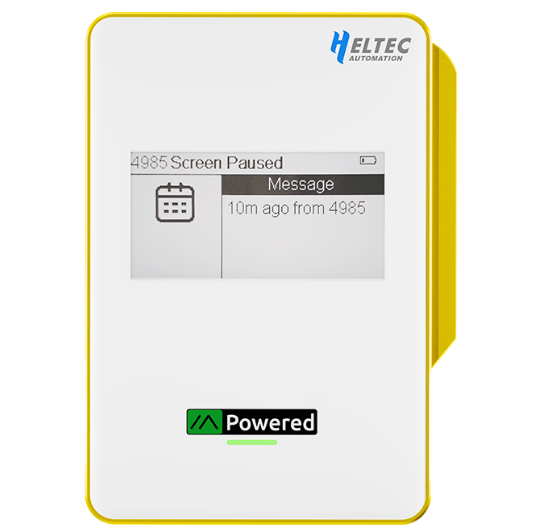 HELTEC
AUTOMATION
4985 Screen Paused
Message
10m ago from 4985
Powered